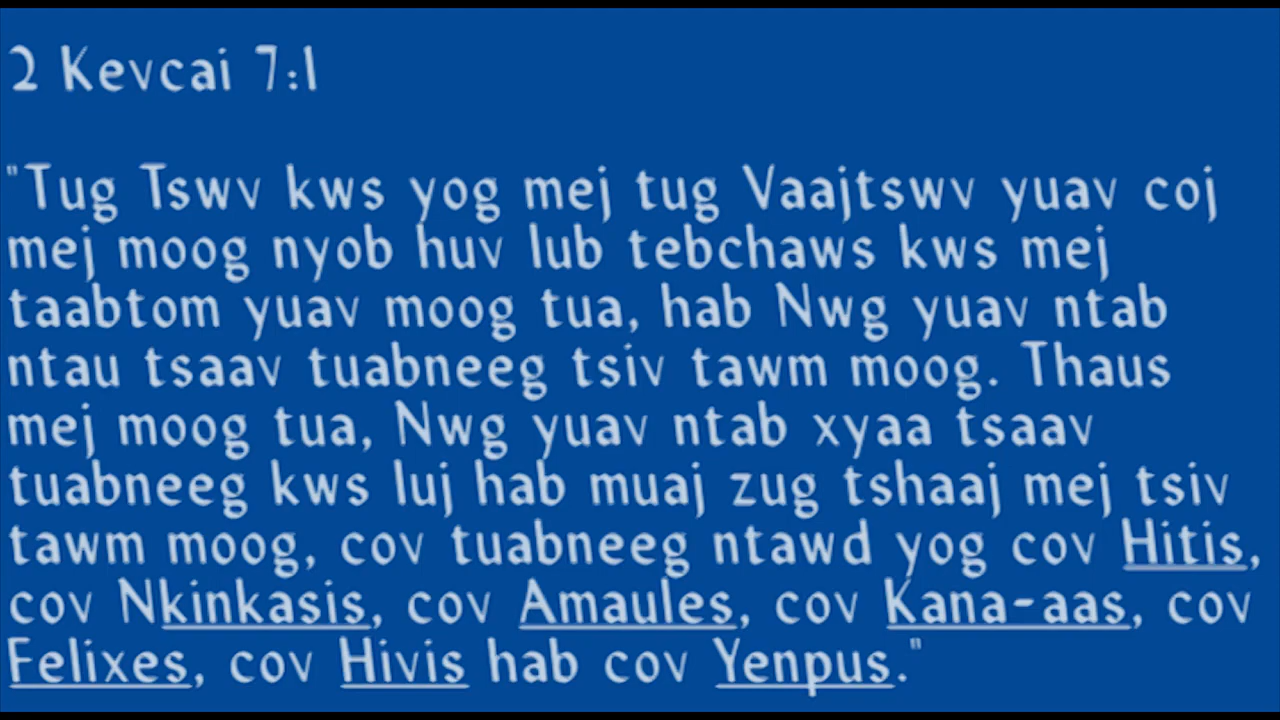 2 Kevcai 7:1
"Tug Tswv kws yog mej tug Vaajtswv yuav coj
mej moog nyob huv lub tebchaws kws mej
taabtom yuav moog tua, hab Nwg yuav ntab
ntau tsaav tuabneeg tsiv tawm moog. Thaus
mej moog tua, Nwg yuav ntab xyaa tsaav
tuabneeg kws luj hab muaj zug tshaaj mej tsiv
tawm moog, cov tuabneeg ntawd yog cov Hitis,
cov Nkinkasis, cov Amaules, cov Kana-aas, cov
Felixes, cov Hivis hab cov Yenpus."